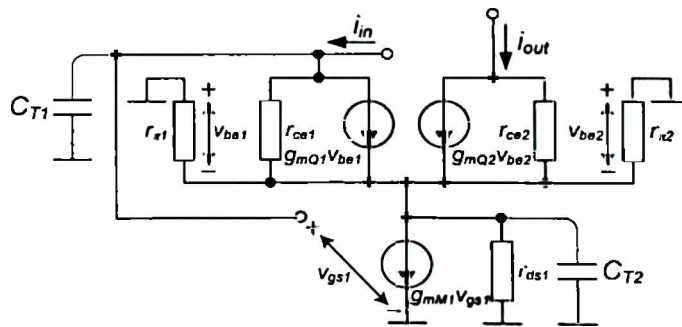 i_in
i_out
C_T1
r_π1
+
v_be1
−
r_ce1
g_mQ1 v_be1
g_mQ2 v_be2
r_ce2
+
v_be2
−
r_π2
+
v_gs1
−
g_mM1 v_gs1
r_ds1
C_T2